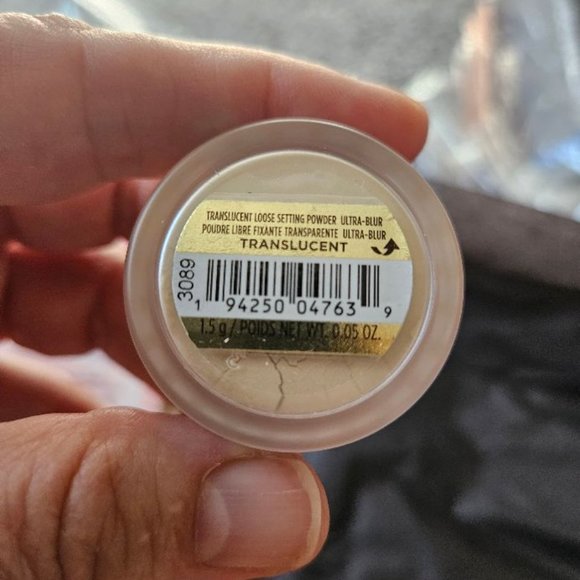 TRANSLUCENT LOOSE SETTING POWDER ULTRA-BLUR
POUDRE LIBRE FIXANTE TRANSPARENTE ULTRA-BLUR
TRANSLUCENT
3089
1 94250 04763 9
1.5 g / POIDS NET WT. 0.05 OZ.